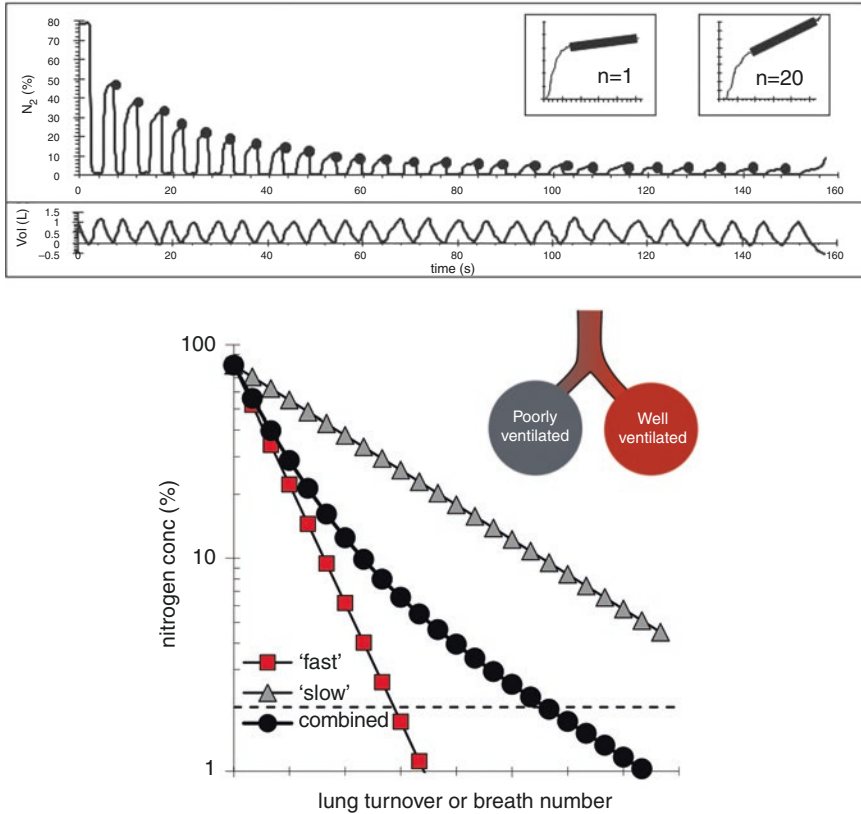 80
70
60
50
40
30
20
10
0
N₂ (%)
n=1
n=20
0 20 40 60 80 100 120 140 160
Vol (L)
1.5
1.0
0.5
0.0
−0.5
0 20 40 60 80 100 120 140 160
time (s)
100
10
1
nitrogen conc (%)
Poorly
ventilated
Well
ventilated
'fast'
'slow'
combined
lung turnover or breath number